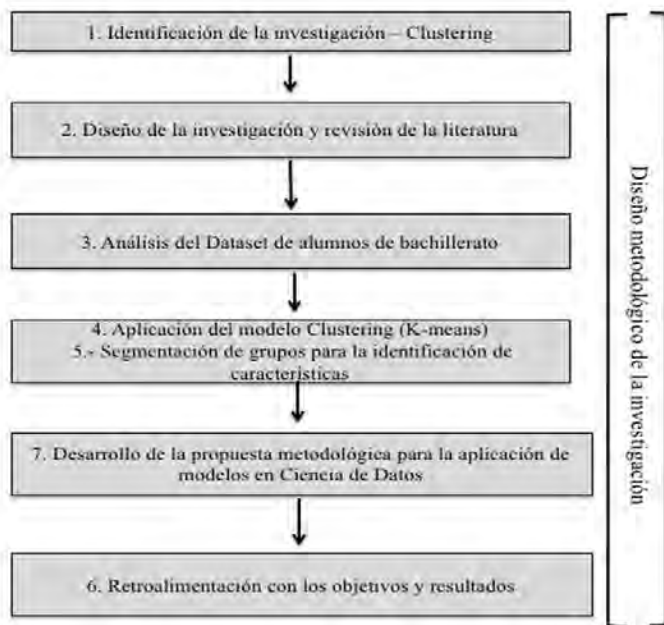 1. Identificación de la investigación – Clustering
2. Diseño de la investigación y revisión de la literatura
3. Análisis del Dataset de alumnos de bachillerato
4. Aplicación del modelo Clustering (K-means)
5.- Segmentación de grupos para la identificación de
características
7. Desarrollo de la propuesta metodológica para la aplicación de
modelos en Ciencia de Datos
6. Retroalimentación con los objetivos y resultados
Diseño metodológico de la investigación